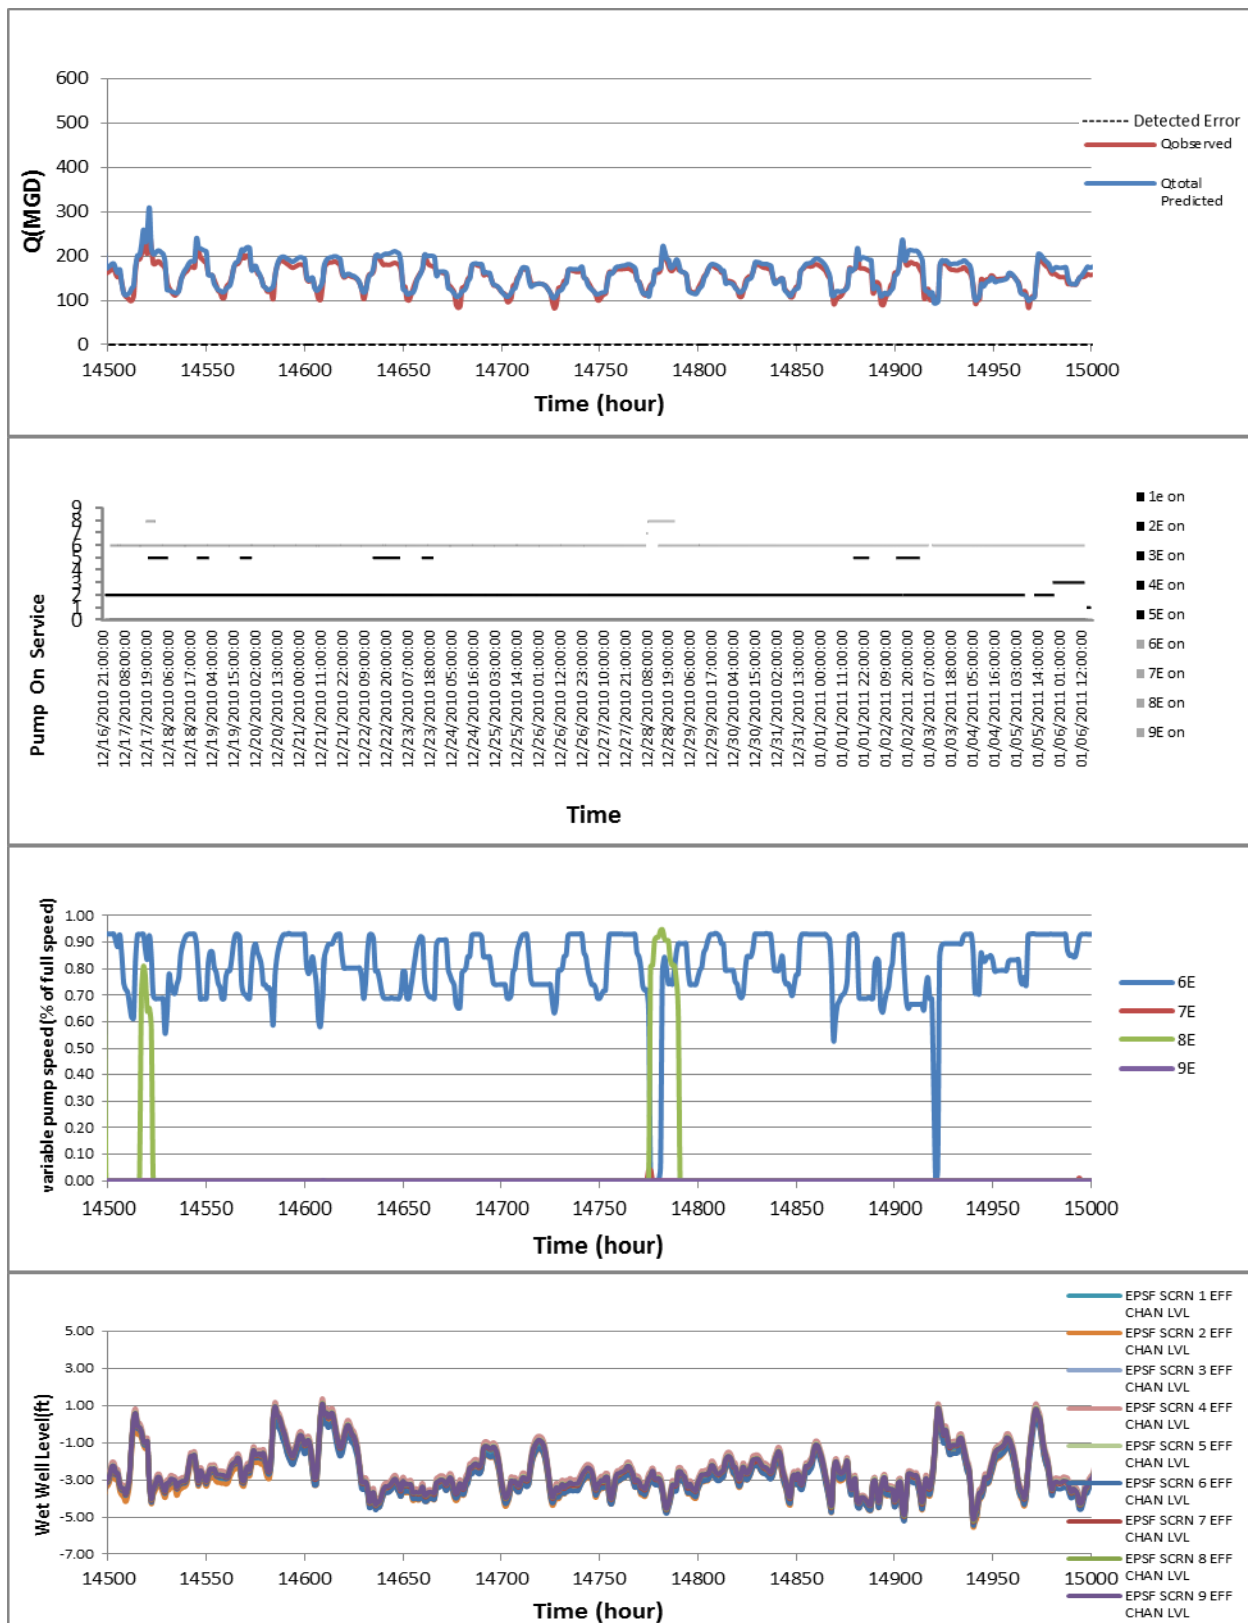 600
500
400
300
200
100
0
Q(MGD)
14500 14550 14600 14650 14700 14750 14800 14850 14900 14950 15000
Time (hour)
Detected Error
Qobserved
Qtotal
Predicted
9
8
7
6
5
4
3
2
1
0
Pump On Service
12/16/2010 21:00:00
12/17/2010 08:00:00
12/17/2010 19:00:00
12/18/2010 06:00:00
12/19/2010 04:00:00
12/19/2010 15:00:00
12/20/2010 02:00:00
12/20/2010 13:00:00
12/21/2010 00:00:00
12/21/2010 11:00:00
12/21/2010 22:00:00
12/22/2010 09:00:00
12/22/2010 20:00:00
12/23/2010 07:00:00
12/23/2010 18:00:00
12/24/2010 05:00:00
12/24/2010 16:00:00
12/25/2010 03:00:00
12/25/2010 14:00:00
12/26/2010 01:00:00
12/26/2010 12:00:00
12/26/2010 23:00:00
12/27/2010 10:00:00
12/27/2010 21:00:00
12/28/2010 08:00:00
12/28/2010 19:00:00
12/29/2010 06:00:00
12/29/2010 17:00:00
12/30/2010 04:00:00
12/30/2010 15:00:00
12/31/2010 02:00:00
12/31/2010 13:00:00
01/01/2011 00:00:00
01/01/2011 11:00:00
01/01/2011 22:00:00
01/02/2011 09:00:00
01/02/2011 20:00:00
01/03/2011 07:00:00
01/03/2011 18:00:00
01/04/2011 05:00:00
01/04/2011 16:00:00
01/05/2011 03:00:00
01/05/2011 14:00:00
01/06/2011 01:00:00
01/06/2011 12:00:00
Time
1e on
2E on
3E on
4E on
5E on
6E on
7E on
8E on
9E on
1.00
0.90
0.80
0.70
0.60
0.50
0.40
0.30
0.20
0.10
0.00
variable pump speed(% of full speed)
14500 14550 14600 14650 14700 14750 14800 14850 14900 14950 15000
Time (hour)
6E
7E
8E
9E
5.00
3.00
1.00
-1.00
-3.00
-5.00
-7.00
Wet Well Level(ft)
14500 14550 14600 14650 14700 14750 14800 14850 14900 14950 15000
Time (hour)
EPSF SCRN 1 EFF
CHAN LVL
EPSF SCRN 2 EFF
CHAN LVL
EPSF SCRN 3 EFF
CHAN LVL
EPSF SCRN 4 EFF
CHAN LVL
EPSF SCRN 5 EFF
CHAN LVL
EPSF SCRN 6 EFF
CHAN LVL
EPSF SCRN 7 EFF
CHAN LVL
EPSF SCRN 8 EFF
CHAN LVL
EPSF SCRN 9 EFF
CHAN LVL